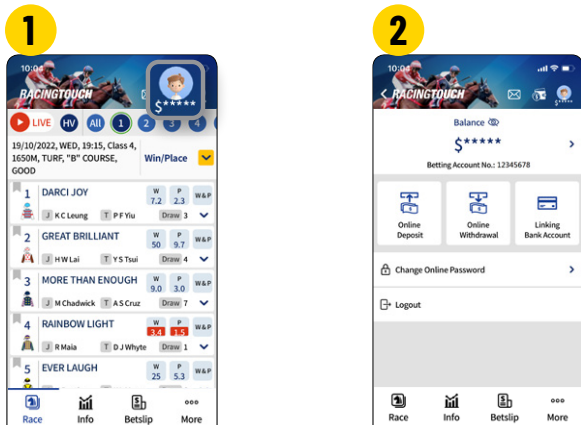 1
10:04
RACINGTOUCH
$*****
LIVE HV All 1 2 3 4
19/10/2022, WED, 19:15, Class 4,
1650M, TURF, "B" COURSE,
GOOD
Win/Place
1 DARCI JOY W 7.2 P 2.3 W&P
J K C Leung T P F Yiu Draw 3
2 GREAT BRILLIANT W 50 P 9.7 W&P
J H W Lai T Y S Tsui Draw 4
3 MORE THAN ENOUGH W 9.0 P 3.0 W&P
J M Chadwick T A S Cruz Draw 7
4 RAINBOW LIGHT W 3.4 P 1.5 W&P
J R Maia T D J Whyte Draw 1
5 EVER LAUGH W 25 P 5.3 W&P
Race Info Betslip More
2
10:04
RACINGTOUCH
$*****
Balance
$*****
Betting Account No.: 12345678
Online
Deposit
Online
Withdrawal
Linking
Bank Account
Change Online Password
Logout
Race Info Betslip More